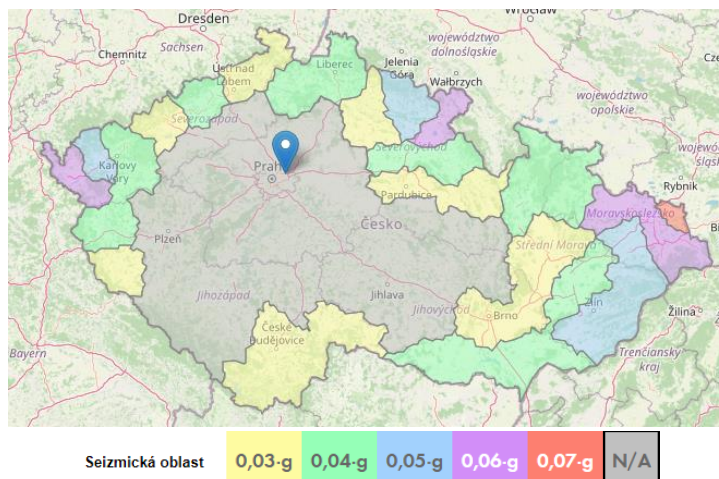 Dresden
Wrocław
Chemnitz
Sachsen
województwo
dolnośląskie
Ústí nad
Labem
Liberec
Jelenia
Góra
Wałbrzych
województwo
opolskie
Severozápad
Karlovy
Vary
Severovýchod
Praha
Pardubice
Rybnik
Moravskoslezsko
Plzeň
Česko
Střední Morava
Jihozápad
Jihlava
Jihovýchod
Brno
Zlín
Žilina
České
Budějovice
Bayern
Trenčiansky
kraj
Seizmická oblast 0,03·g 0,04·g 0,05·g 0,06·g 0,07·g N/A